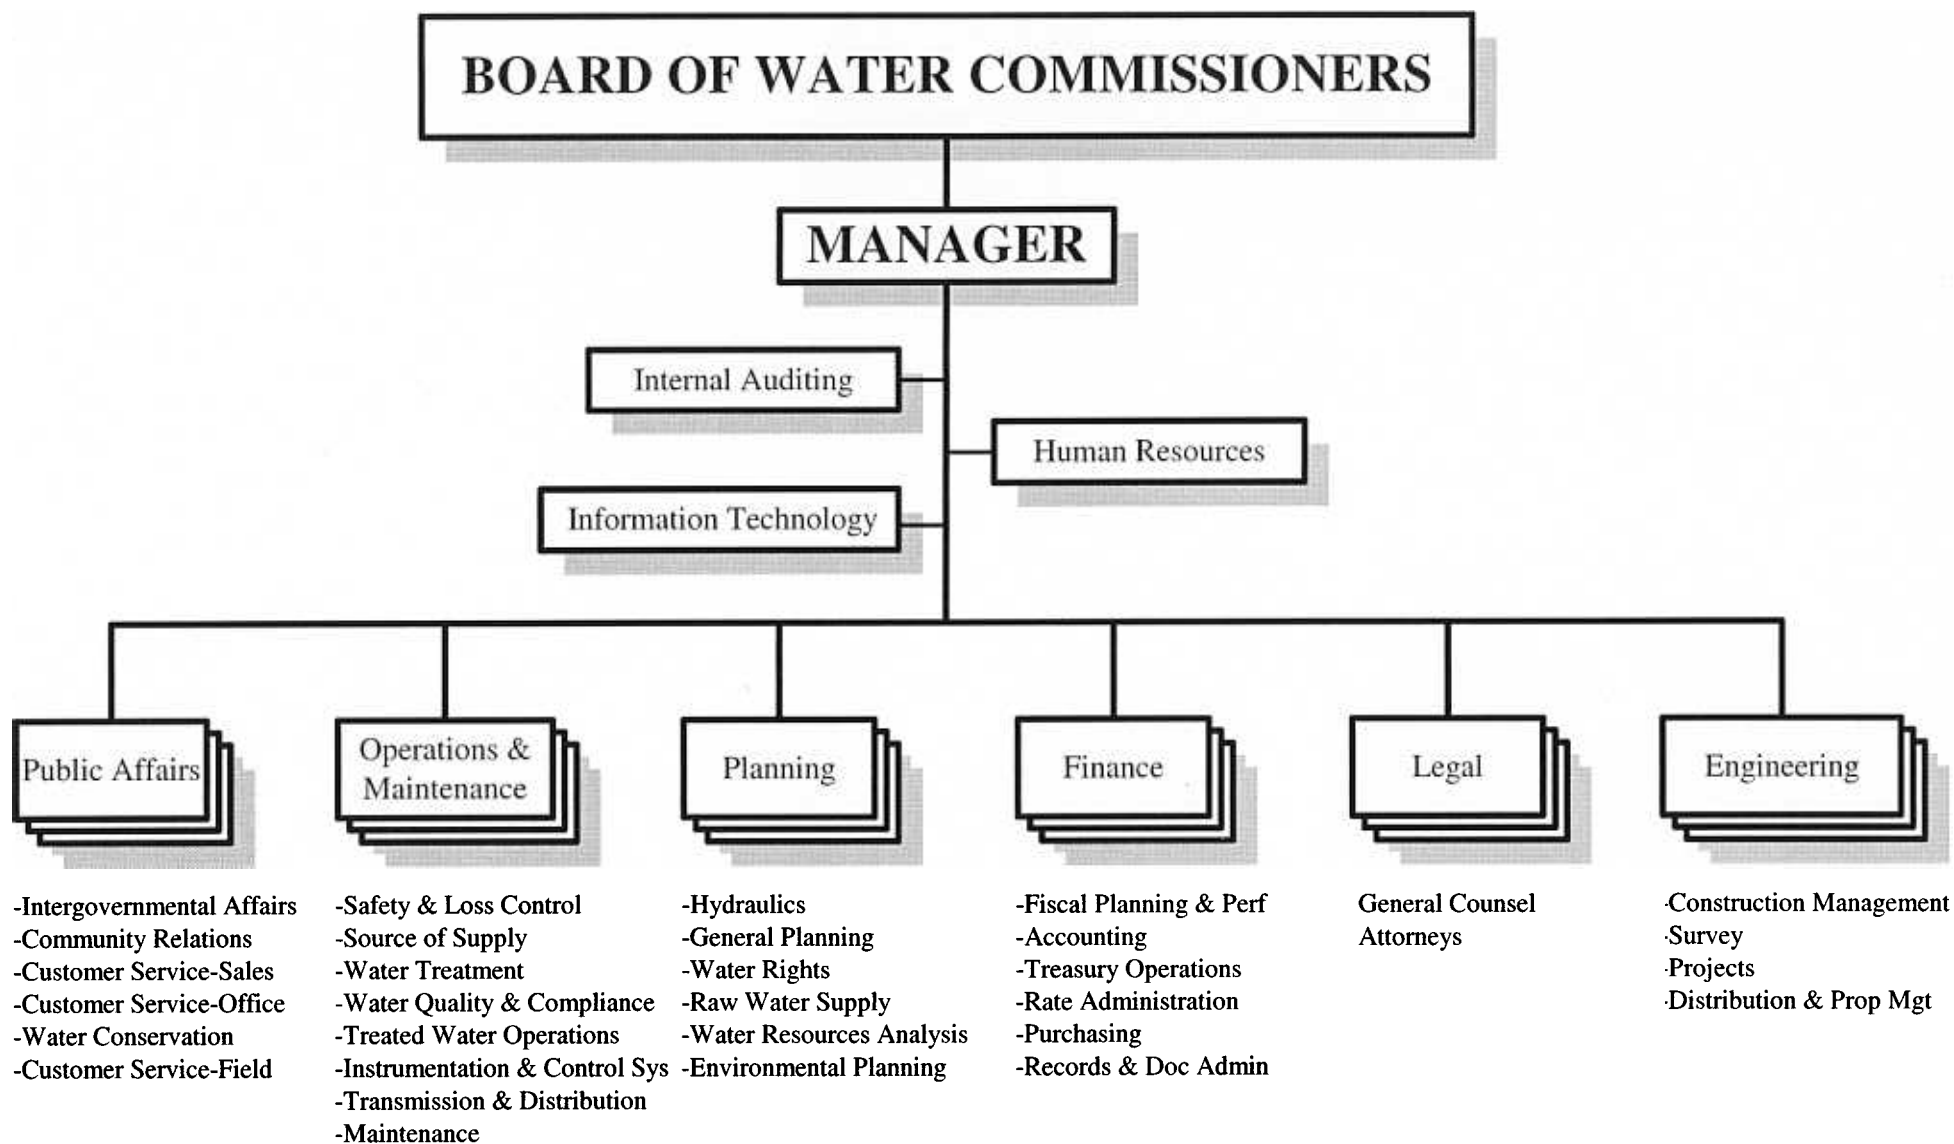 BOARD OF WATER COMMISSIONERS
MANAGER
Internal Auditing
Human Resources
Information Technology
Public Affairs
Operations &
Maintenance
Planning
Finance
Legal
Engineering
-Intergovernmental Affairs
-Community Relations
-Customer Service-Sales
-Customer Service-Office
-Water Conservation
-Customer Service-Field
-Safety & Loss Control
-Source of Supply
-Water Treatment
-Water Quality & Compliance
-Treated Water Operations
-Instrumentation & Control Sys
-Transmission & Distribution
-Maintenance
-Hydraulics
-General Planning
-Water Rights
-Raw Water Supply
-Water Resources Analysis
-Environmental Planning
-Fiscal Planning & Perf
-Accounting
-Treasury Operations
-Rate Administration
-Purchasing
-Records & Doc Admin
General Counsel
Attorneys
-Construction Management
-Survey
-Projects
-Distribution & Prop Mgt